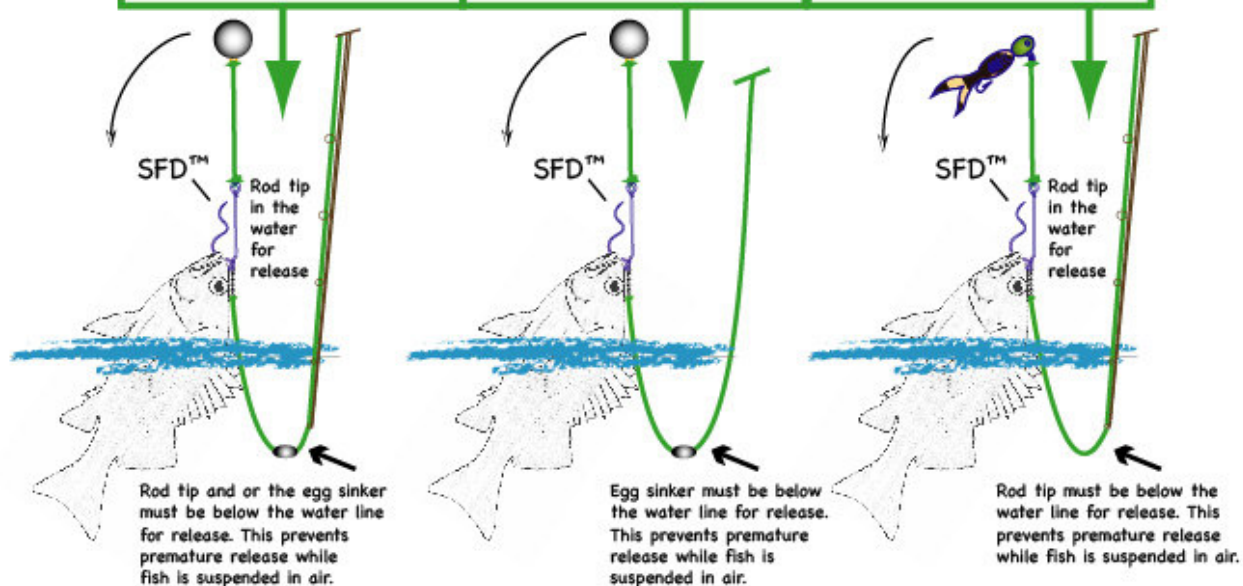 SFD™
Rod tip
in the
water
for
release
Rod tip and or the egg sinker
must be below the water line
for release. This prevents
premature release while
fish is suspended in air.
SFD™
Egg sinker must be below
the water line for release.
This prevents premature
release while fish is
suspended in air.
SFD™
Rod tip
in the
water
for
release
Rod tip must be below the
water line for release. This
prevents premature release
while fish is suspended in air.